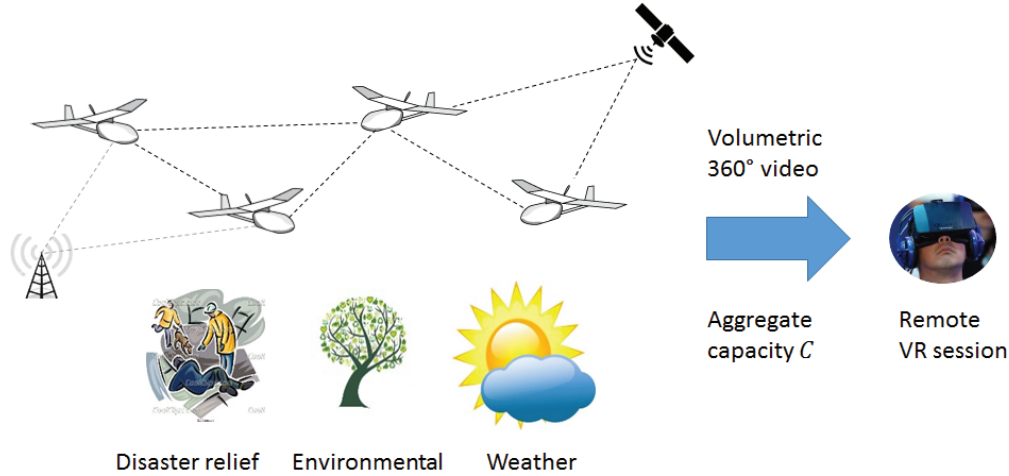 Volumetric
360° video
Aggregate
capacity C
Remote
VR session
Disaster relief
Environmental
Weather